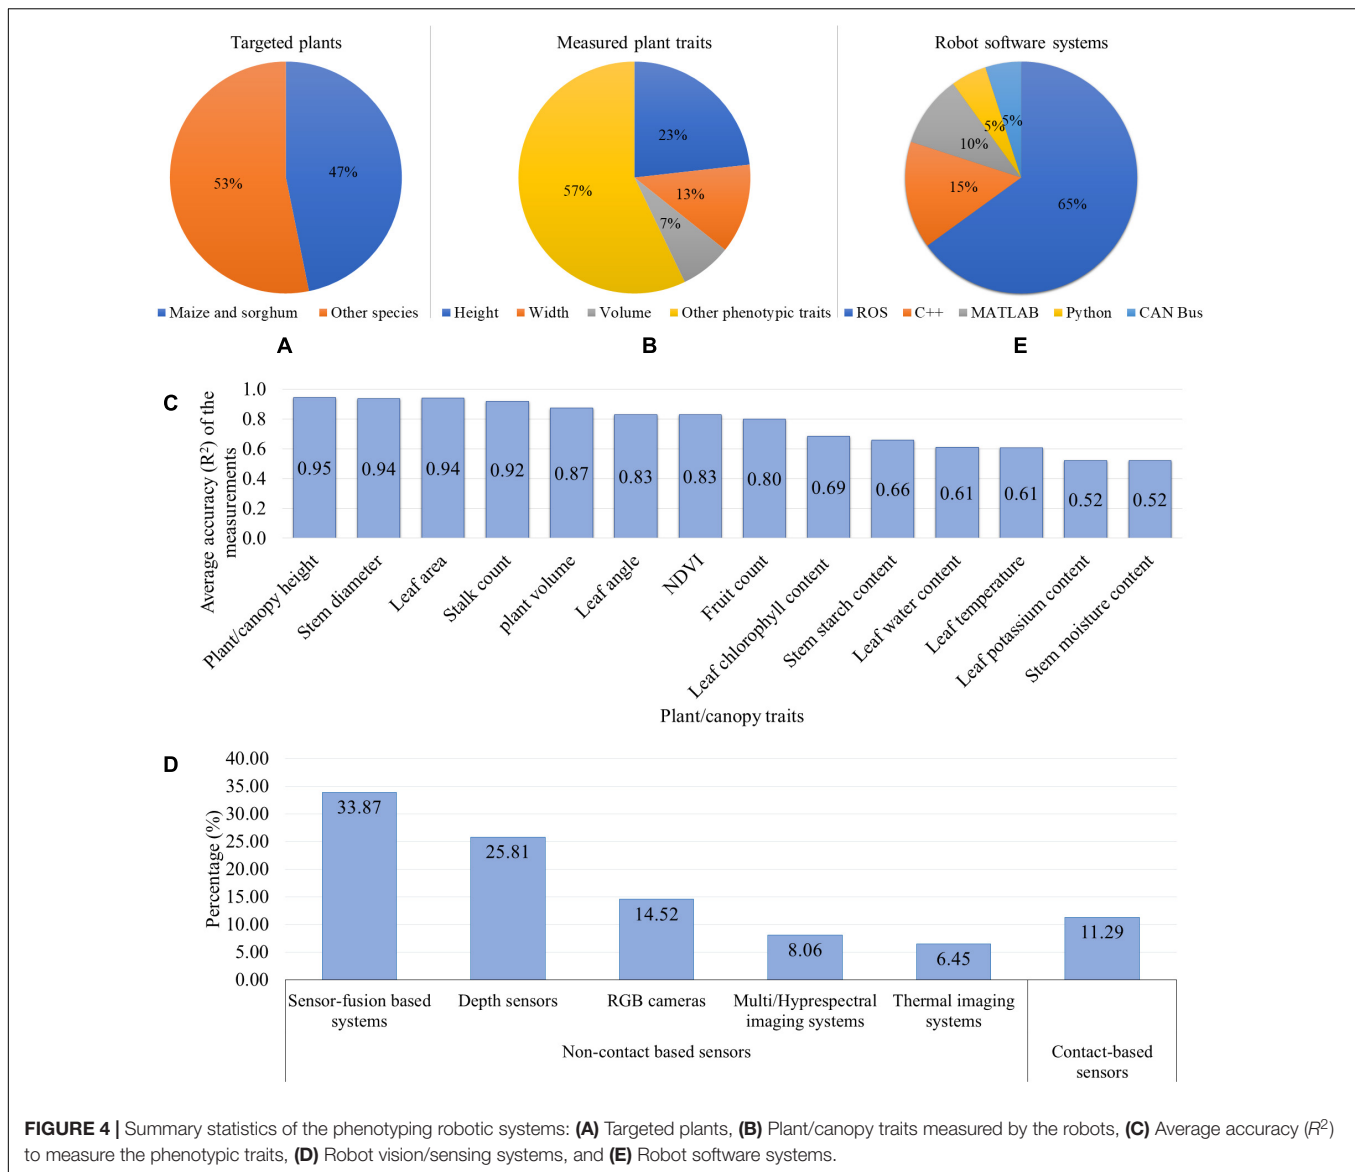 Targeted plants
53%
47%
Maize and sorghum
Other species
A
Measured plant traits
23%
13%
7%
57%
Height
Width
Volume
Other phenotypic traits
B
Robot software systems
65%
15%
10%
5%
5%
ROS
C++
MATLAB
Python
CAN Bus
E
C
Average accuracy (R²) of the
measurements
1.0
0.8
0.6
0.4
0.2
0.0
0.95
0.94
0.94
0.92
0.87
0.83
0.83
0.80
0.69
0.66
0.61
0.61
0.52
0.52
Plant/canopy height
Stem diameter
Leaf area
Stalk count
plant volume
Leaf angle
NDVI
Fruit count
Leaf chlorophyll content
Stem starch content
Leaf water content
Leaf temperature
Leaf potassium content
Stem moisture content
Plant/canopy traits
D
Percentage (%)
40.00
35.00
30.00
25.00
20.00
15.00
10.00
5.00
0.00
33.87
25.81
14.52
8.06
6.45
11.29
Sensor-fusion based
systems
Depth sensors
RGB cameras
Multi/Hyprespectral
imaging systems
Thermal imaging
systems
Non-contact based sensors
Contact-based
sensors
FIGURE 4 | Summary statistics of the phenotyping robotic systems: (A) Targeted plants, (B) Plant/canopy traits measured by the robots, (C) Average accuracy (R²)
to measure the phenotypic traits, (D) Robot vision/sensing systems, and (E) Robot software systems.